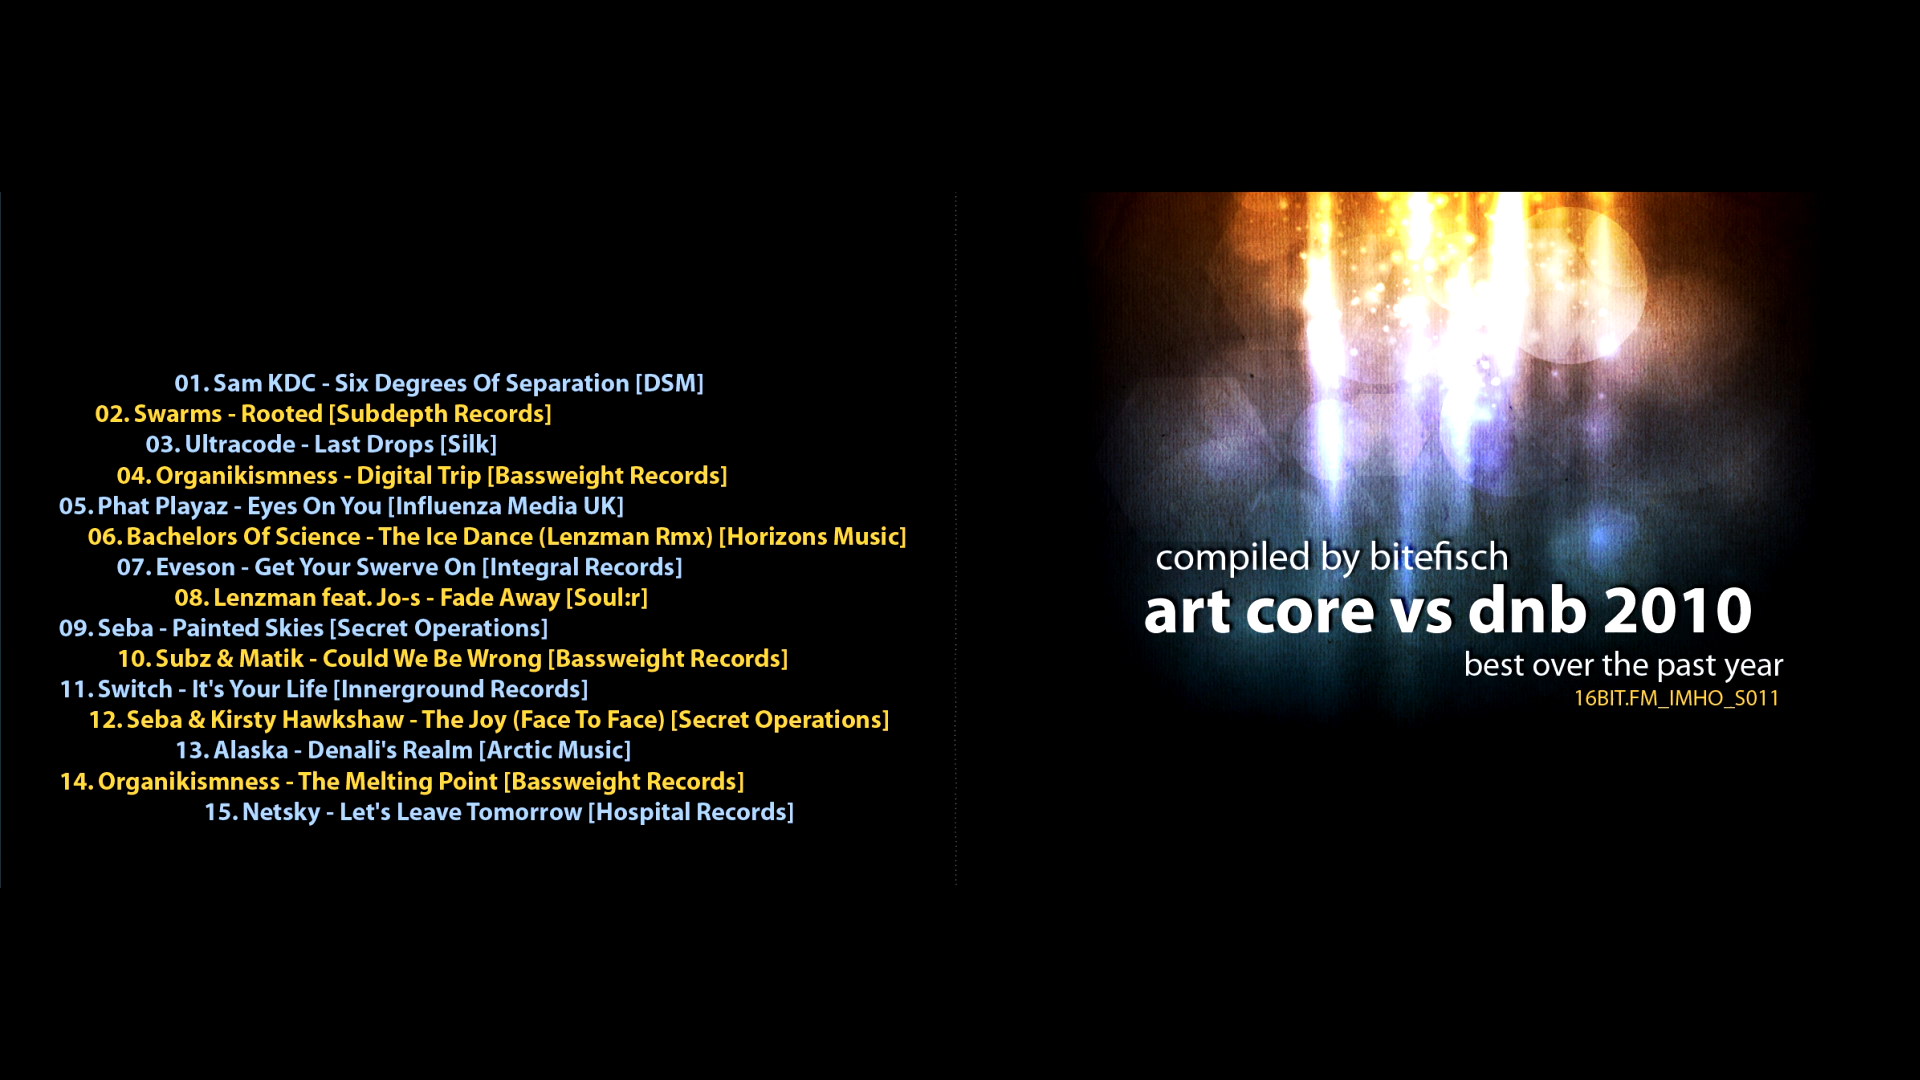 01. Sam KDC - Six Degrees Of Separation [DSM]
02. Swarms - Rooted [Subdepth Records]
03. Ultracode - Last Drops [Silk]
04. Organikismness - Digital Trip [Bassweight Records]
05. Phat Playaz - Eyes On You [Influenza Media UK]
06. Bachelors Of Science - The Ice Dance (Lenzman Rmx) [Horizons Music]
07. Eveson - Get Your Swerve On [Integral Records]
08. Lenzman feat. Jo-s - Fade Away [Soul:r]
09. Seba - Painted Skies [Secret Operations]
10. Subz & Matik - Could We Be Wrong [Bassweight Records]
11. Switch - It's Your Life [Innerground Records]
12. Seba & Kirsty Hawkshaw - The Joy (Face To Face) [Secret Operations]
13. Alaska - Denali's Realm [Arctic Music]
14. Organikismness - The Melting Point [Bassweight Records]
15. Netsky - Let's Leave Tomorrow [Hospital Records]
compiled by bitefisch
art core vs dnb 2010
best over the past year
16BIT.FM_IMHO_S011